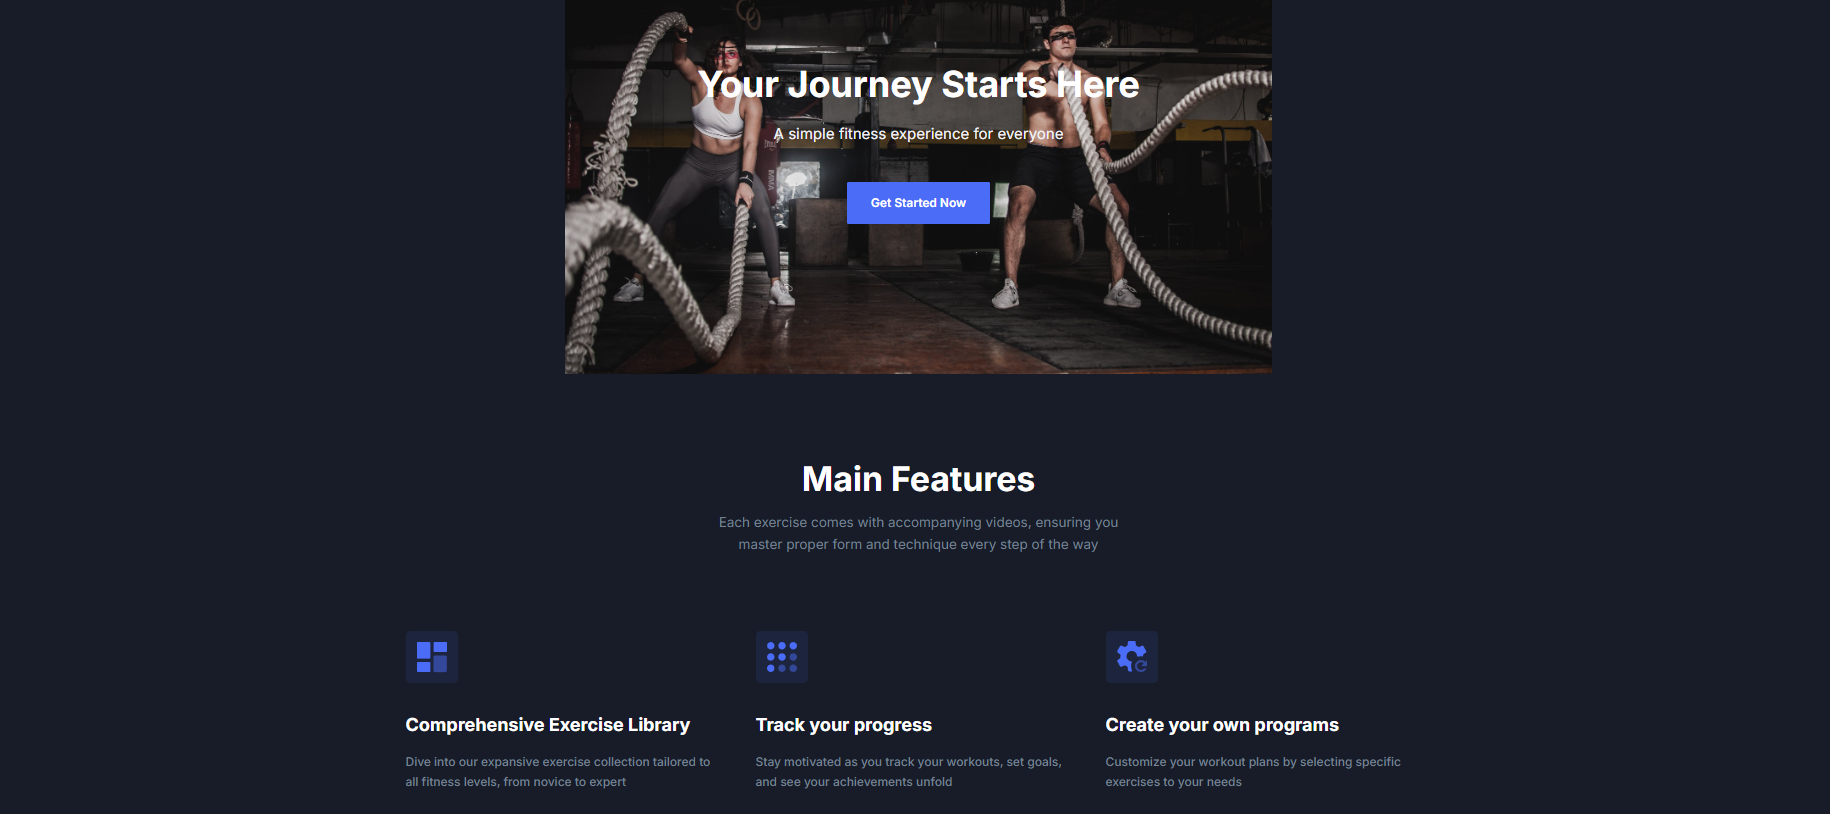 Your Journey Starts Here
A simple fitness experience for everyone
Get Started Now
Main Features
Each exercise comes with accompanying videos, ensuring you
master proper form and technique every step of the way
Comprehensive Exercise Library
Dive into our expansive exercise collection tailored to
all fitness levels, from novice to expert
Track your progress
Stay motivated as you track your workouts, set goals,
and see your achievements unfold
Create your own programs
Customize your workout plans by selecting specific
exercises to your needs